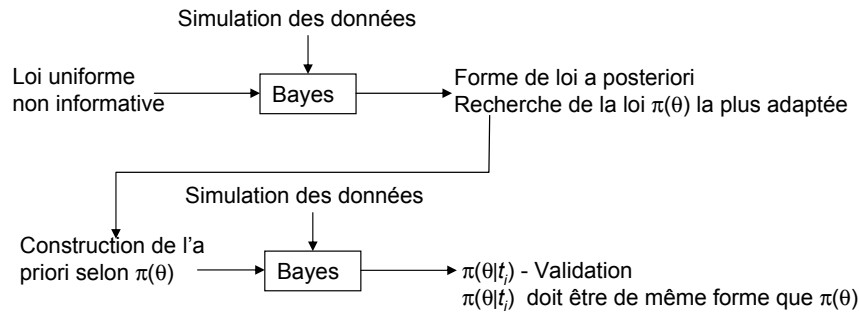 Simulation des données
Loi uniforme
non informative
Bayes
Forme de loi a posteriori
Recherche de la loi π(θ) la plus adaptée
Simulation des données
Construction de l'a
priori selon π(θ)
Bayes
π(θ|tᵢ) - Validation
π(θ|tᵢ) doit être de même forme que π(θ)